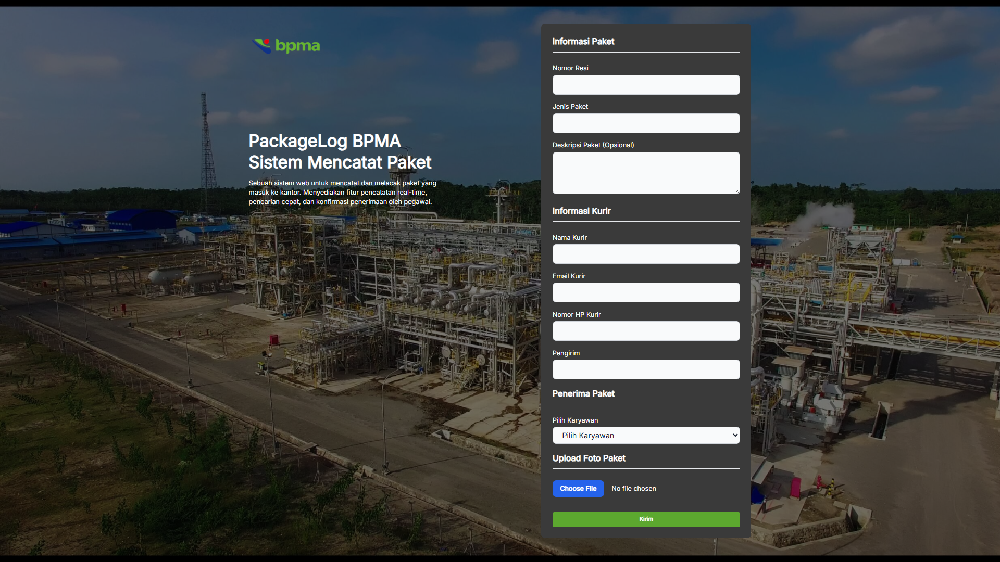 bpma
PackageLog BPMA
Sistem Mencatat Paket
Sebuah sistem web untuk mencatat dan melacak paket yang
masuk ke kantor. Menyediakan fitur pencatatan real-time,
pencarian cepat, dan konfirmasi penerimaan oleh pegawai.
Informasi Paket
Nomor Resi
Jenis Paket
Deskripsi Paket (Opsional)
Informasi Kurir
Nama Kurir
Email Kurir
Nomor HP Kurir
Pengirim
Penerima Paket
Pilih Karyawan
Pilih Karyawan
Upload Foto Paket
Choose File No file chosen
Kirim